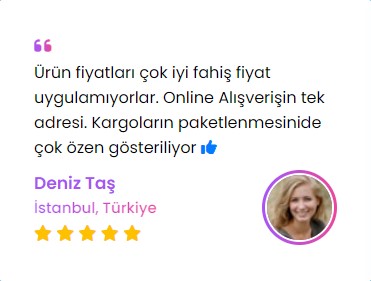 ❝
Ürün fiyatları çok iyi fahiş fiyat
uygulamıyorlar. Online Alışverişin tek
adresi. Kargoların paketlenmesinide
çok özen gösteriliyor 👍
Deniz Taş
İstanbul, Türkiye